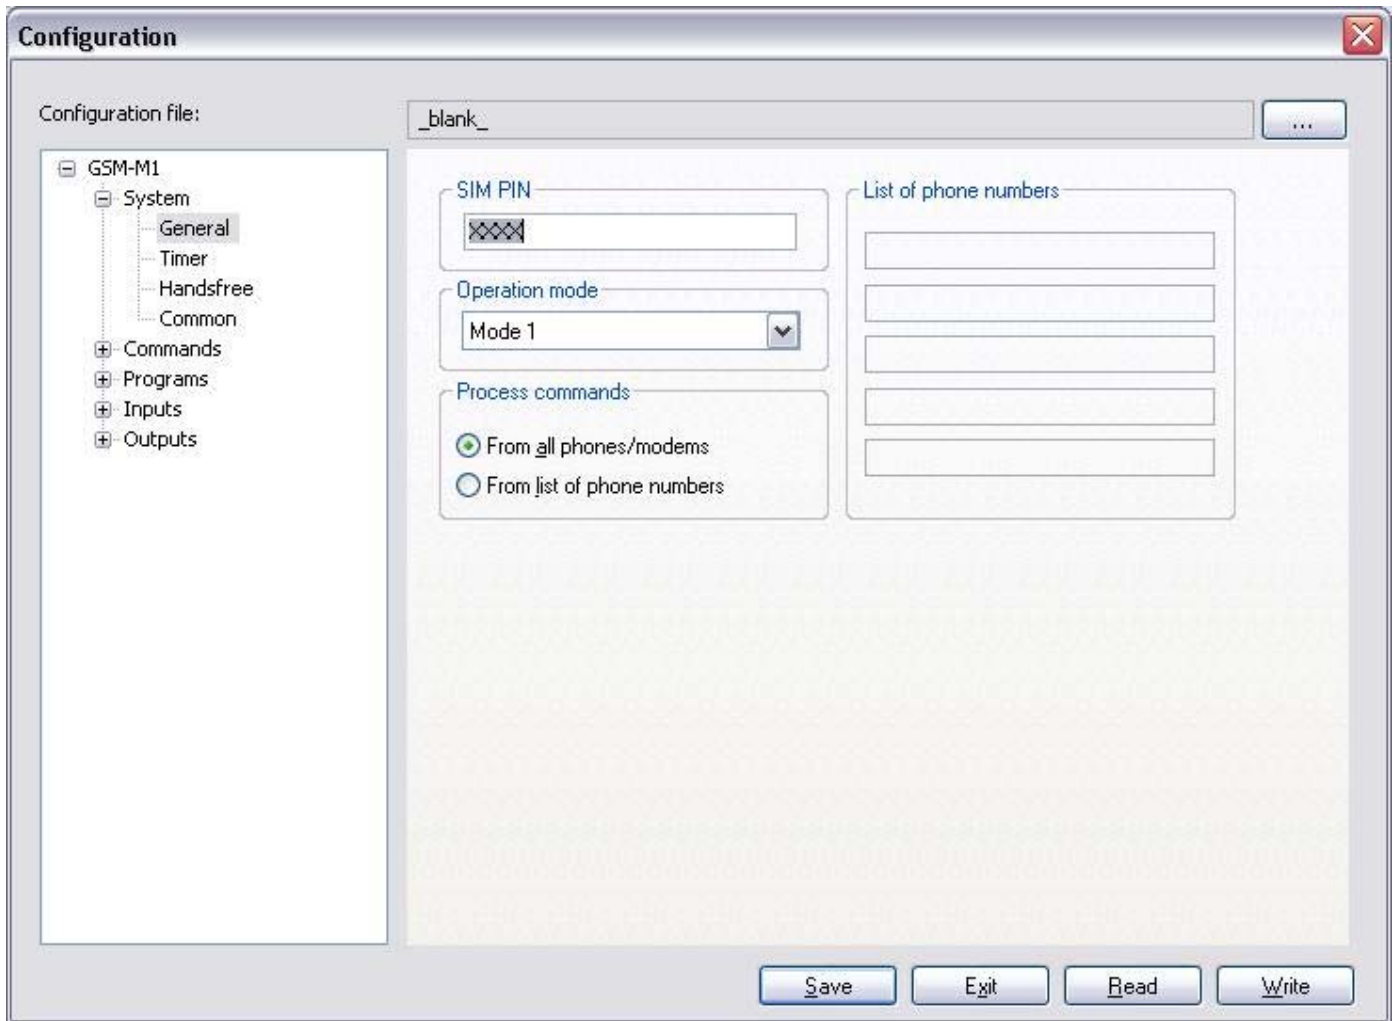 Configuration
Configuration file:
_blank_
...
GSM-M1
System
General
Timer
Handsfree
Common
Commands
Programs
Inputs
Outputs
SIM PIN
XXXX
Operation mode
Mode 1
Process commands
From all phones/modems
From list of phone numbers
List of phone numbers
Save
Exit
Read
Write